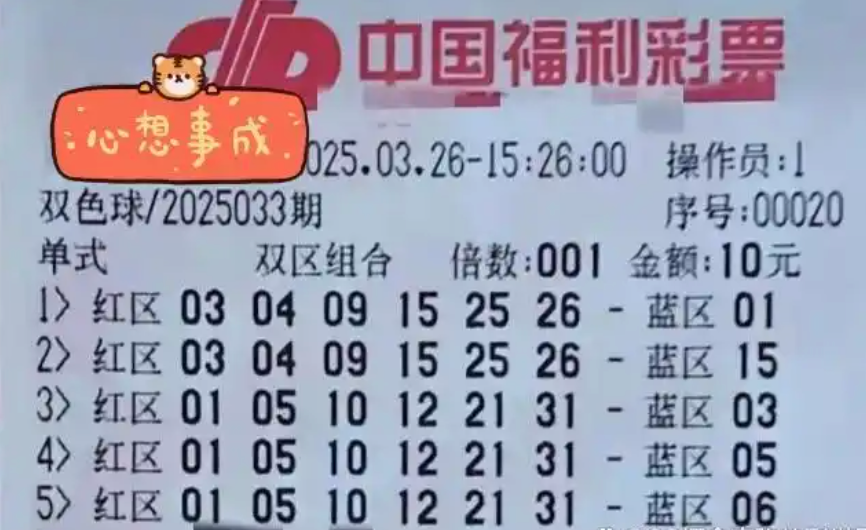 中国福利彩票
心想事成
025.03.26-15:26:00 操作员:1
双色球/2025033期 序号:00020
单式 双区组合 倍数:001 金额:10元
1> 红区 03 04 09 15 25 26 - 蓝区 01
2> 红区 03 04 09 15 25 26 - 蓝区 15
3> 红区 01 05 10 12 21 31 - 蓝区 03
4> 红区 01 05 10 12 21 31 - 蓝区 05
5> 红区 01 05 10 12 21 31 - 蓝区 06